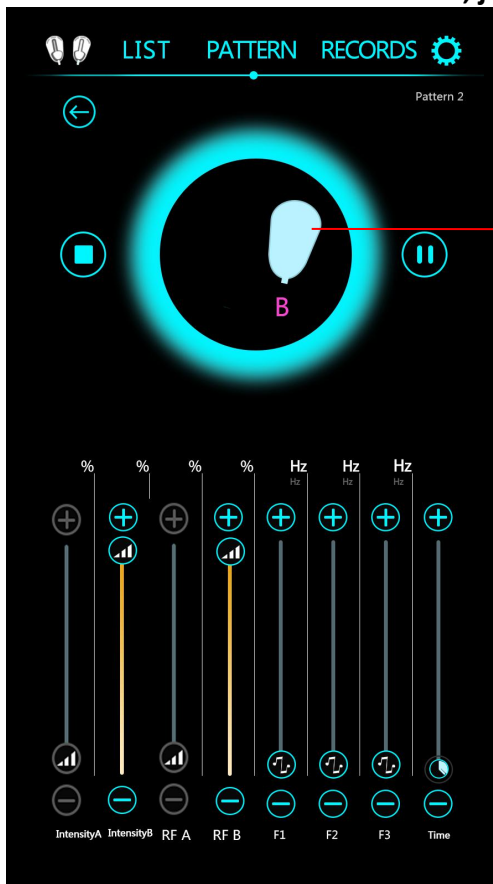 LIST PATTERN RECORDS
Pattern 2
B
% % % % Hz Hz Hz
Hz Hz Hz
IntensityA IntensityB RF A RF B F1 F2 F3 Time